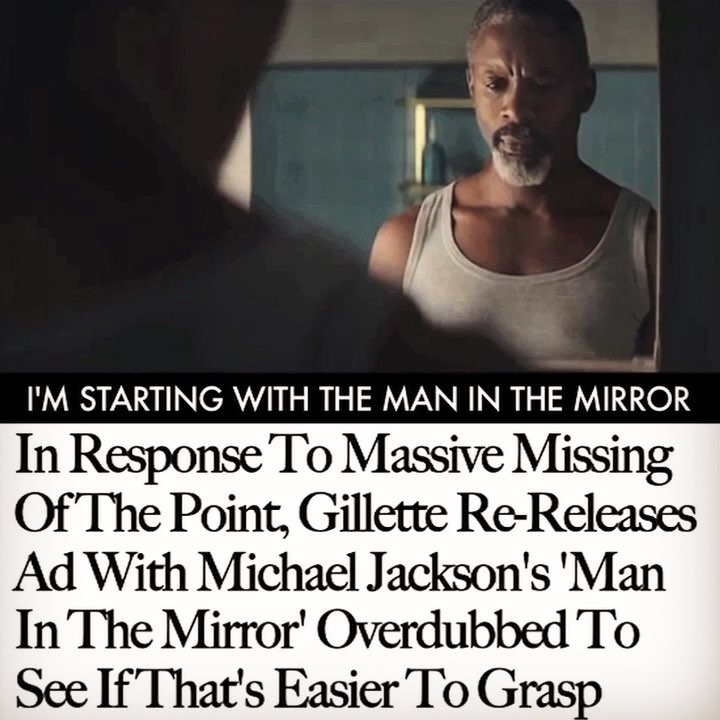 I'M STARTING WITH THE MAN IN THE MIRROR
In Response To Massive Missing
Of The Point, Gillette Re-Releases
Ad With Michael Jackson's 'Man
In The Mirror' Overdubbed To
See If That's Easier To Grasp